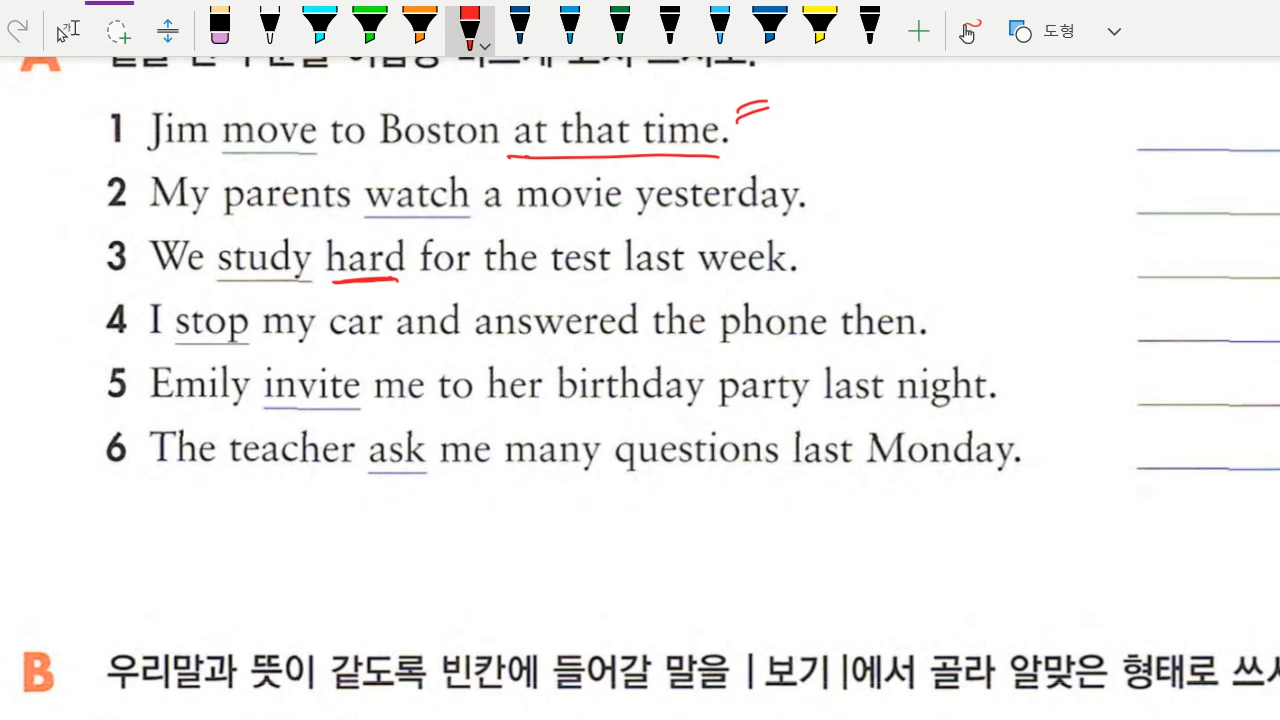 도형
A
1 Jim move to Boston at that time.
2 My parents watch a movie yesterday.
3 We study hard for the test last week.
4 I stop my car and answered the phone then.
5 Emily invite me to her birthday party last night.
6 The teacher ask me many questions last Monday.
B 우리말과 뜻이 같도록 빈칸에 들어갈 말을 |보기|에서 골라 알맞은 형태로